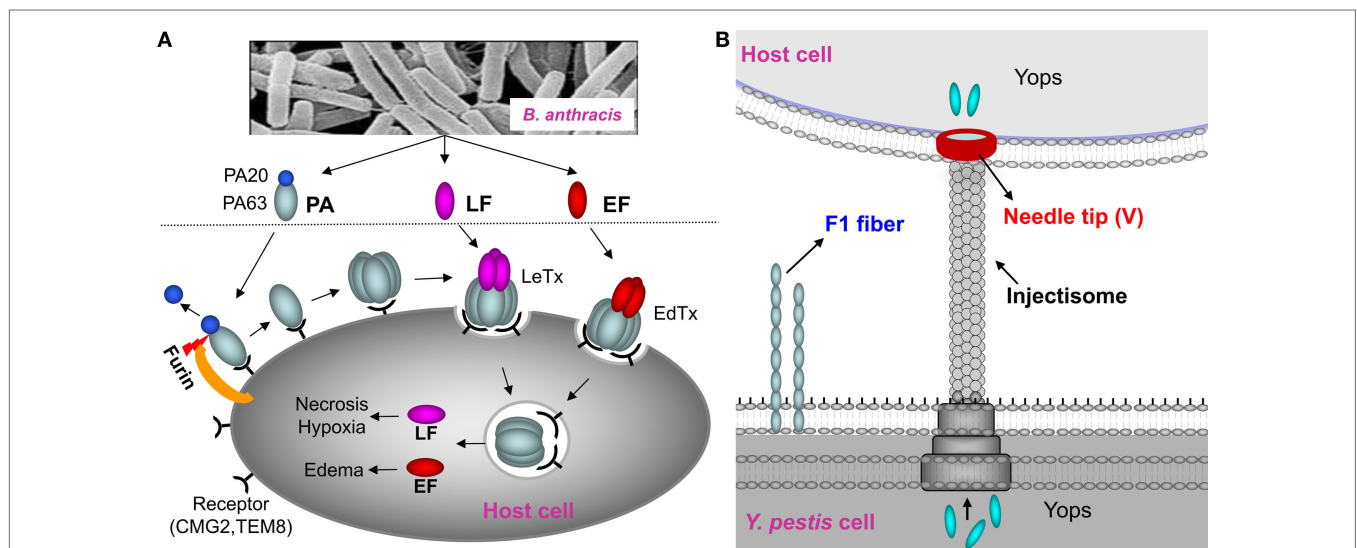 A
B. anthracis
PA20
PA63
PA
LF
EF
LeTx
EdTx
Furin
Necrosis
Hypoxia
LF
Edema
EF
Receptor
(CMG2,TEM8)
Host cell
B
Host cell
Yops
Needle tip (V)
F1 fiber
Injectisome
Yops
Y. pestis cell